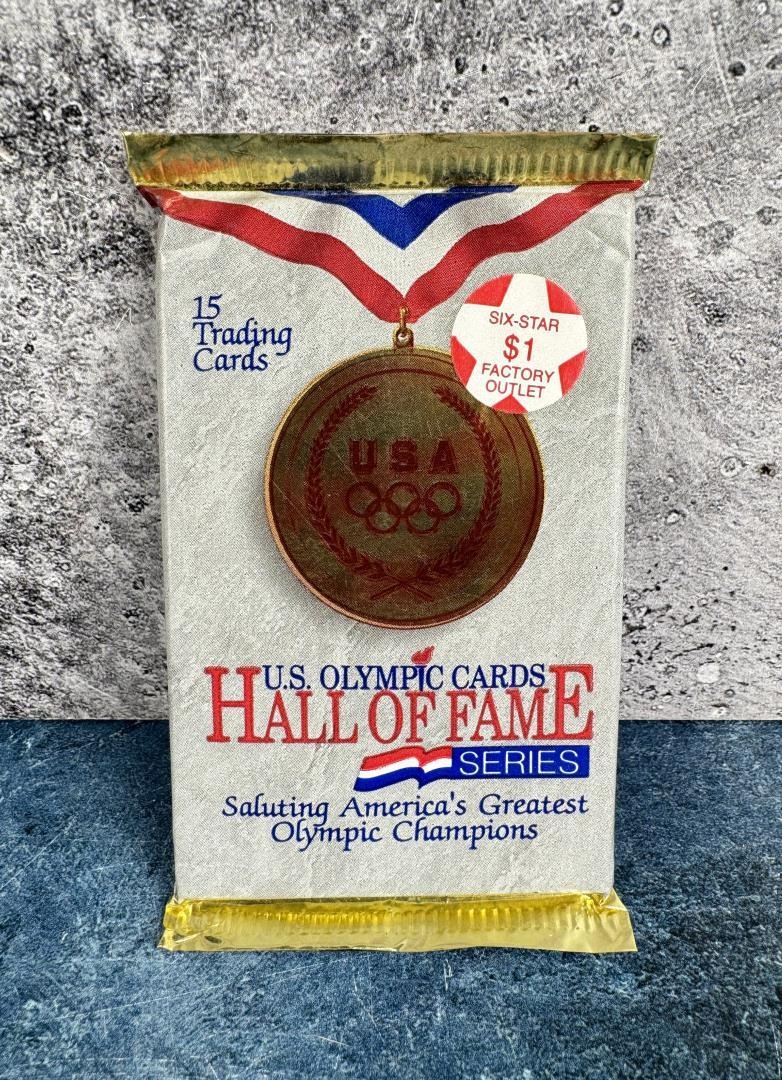 15
Trading
Cards
SIX-STAR
$1
FACTORY
OUTLET
USA
U.S. OLYMPIC CARDS
HALL OF FAME
SERIES
Saluting America's Greatest
Olympic Champions